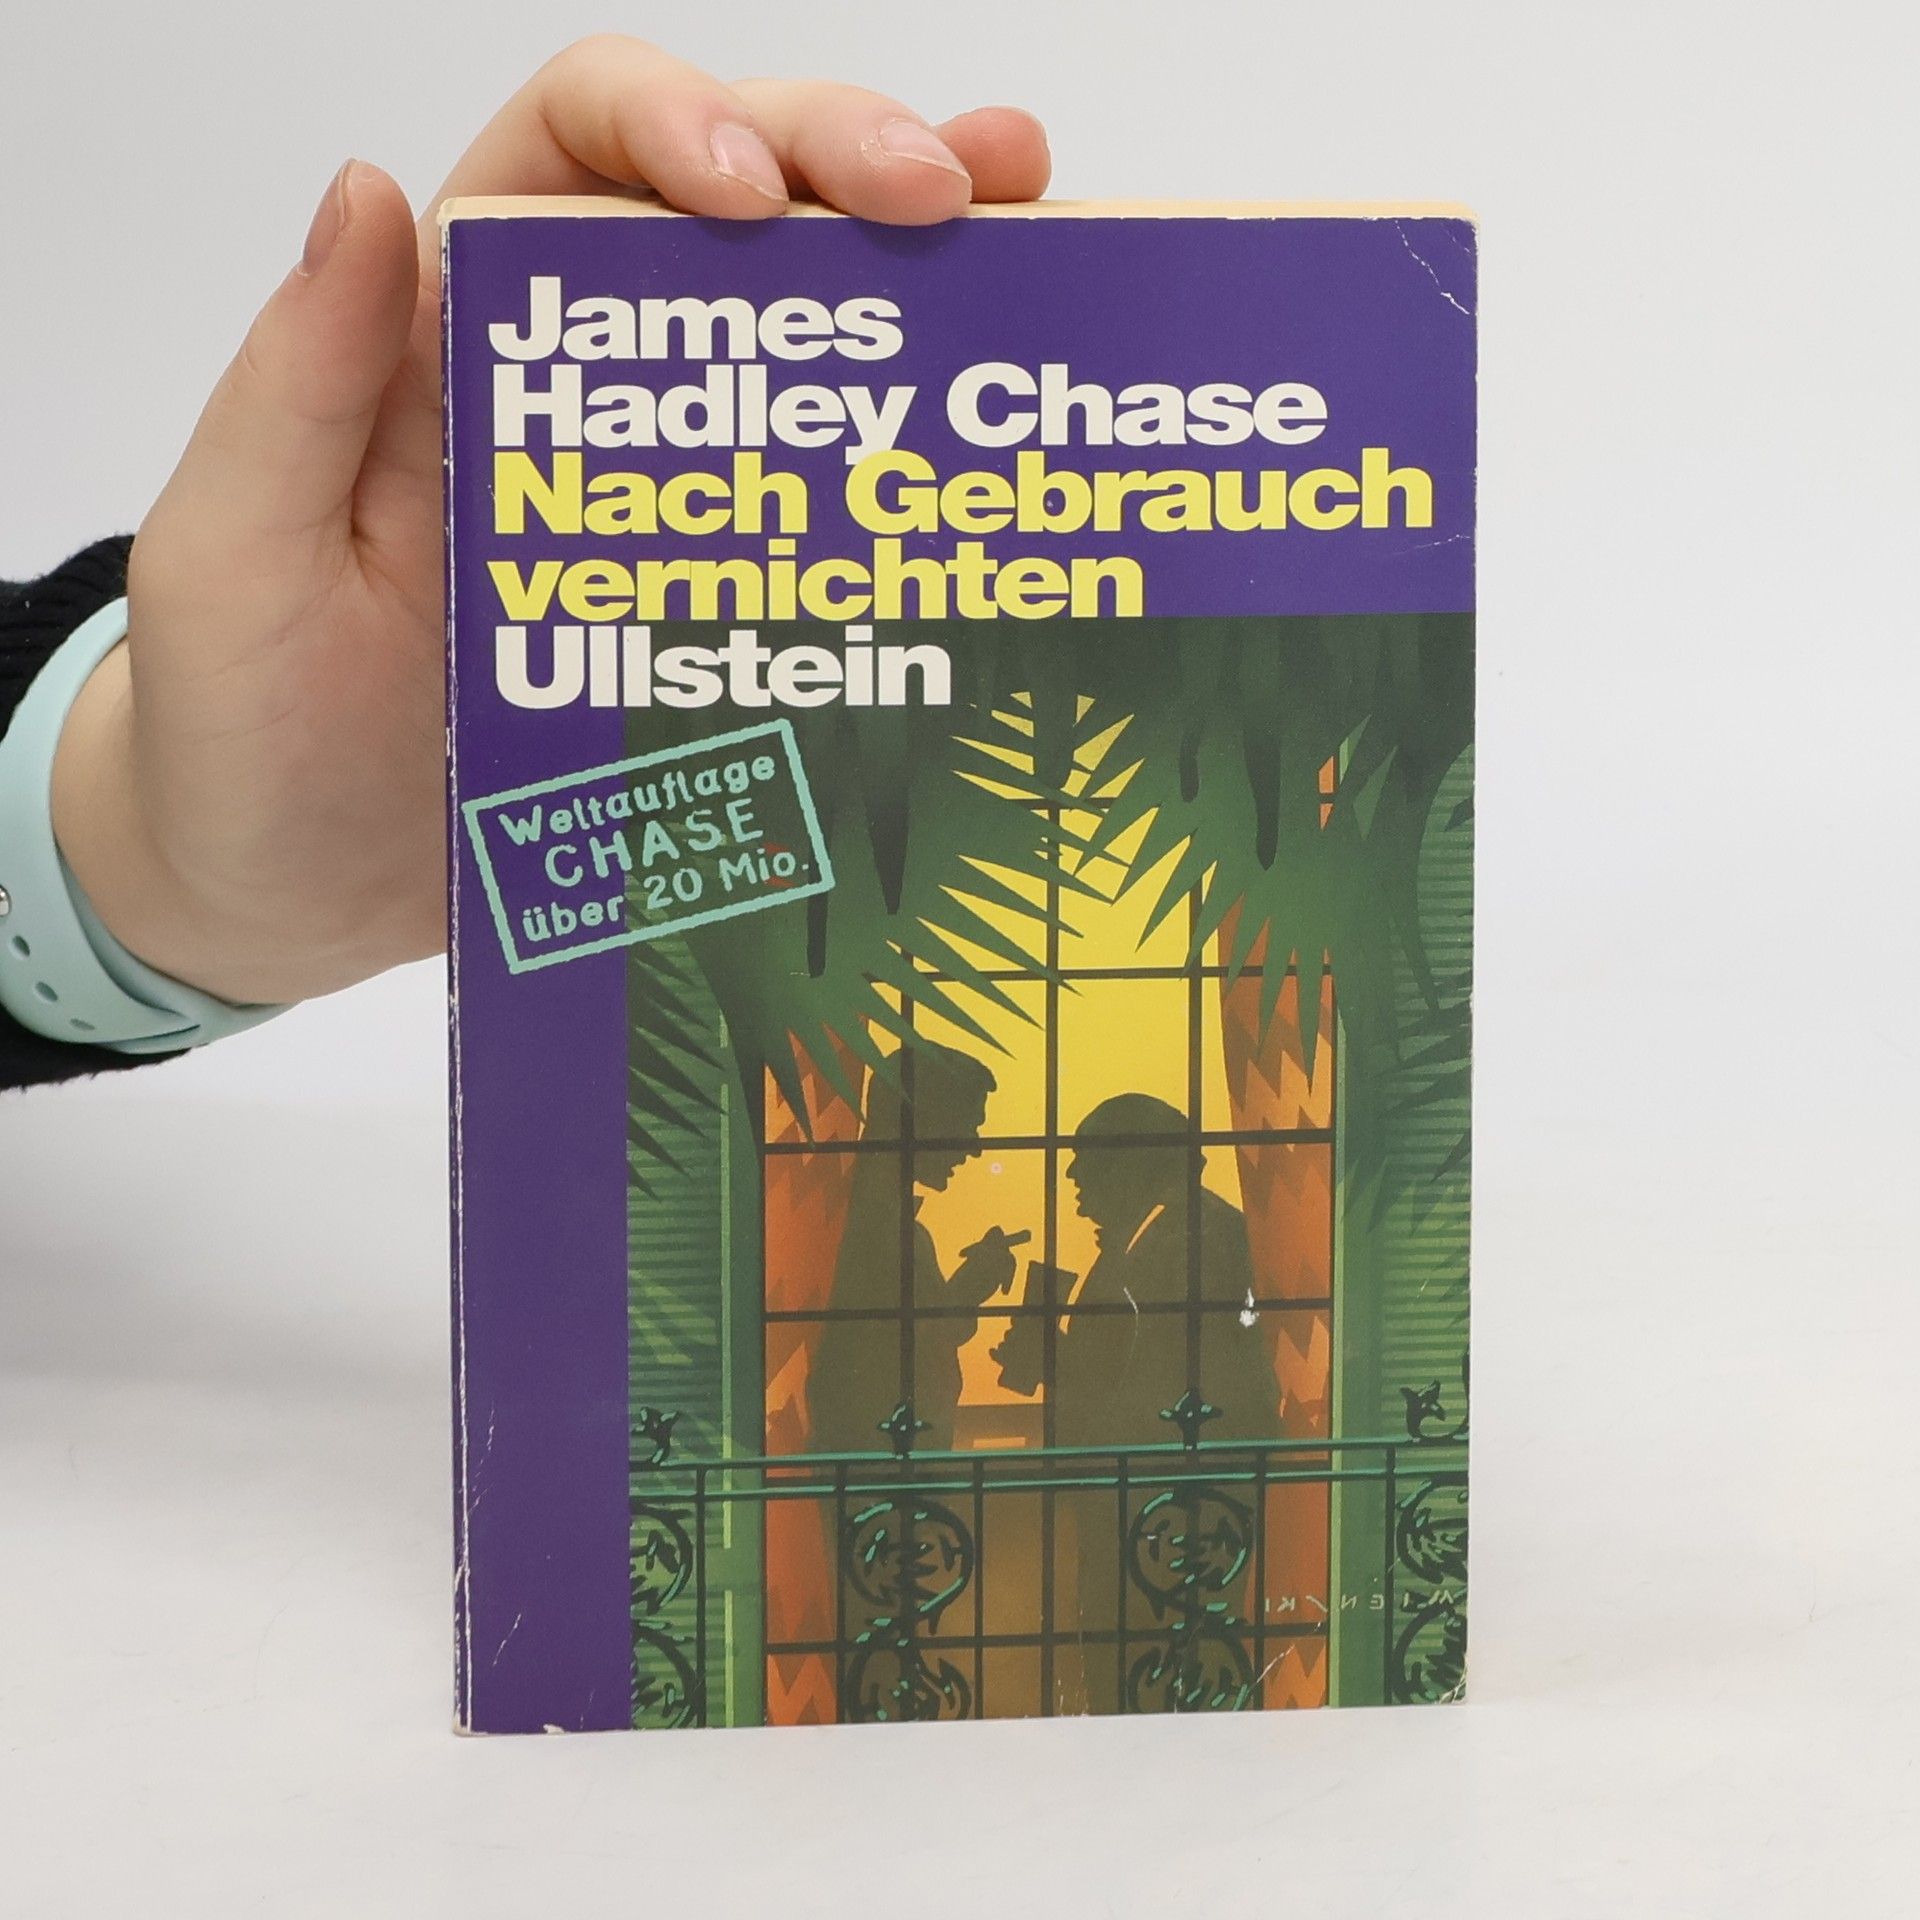 James
Hadley Chase
Nach Gebrauch
vernichten
Ullstein
Weltauflage
CHASE
über 20 Mio.